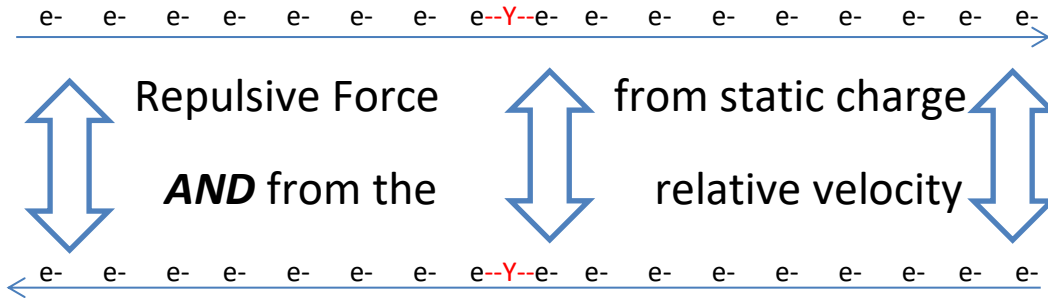 e- e- e- e- e- e- e- e--Y--e- e- e- e- e- e- e- e- e-
Repulsive Force from static charge
AND from the relative velocity
e- e- e- e- e- e- e- e--Y--e- e- e- e- e- e- e- e- e-